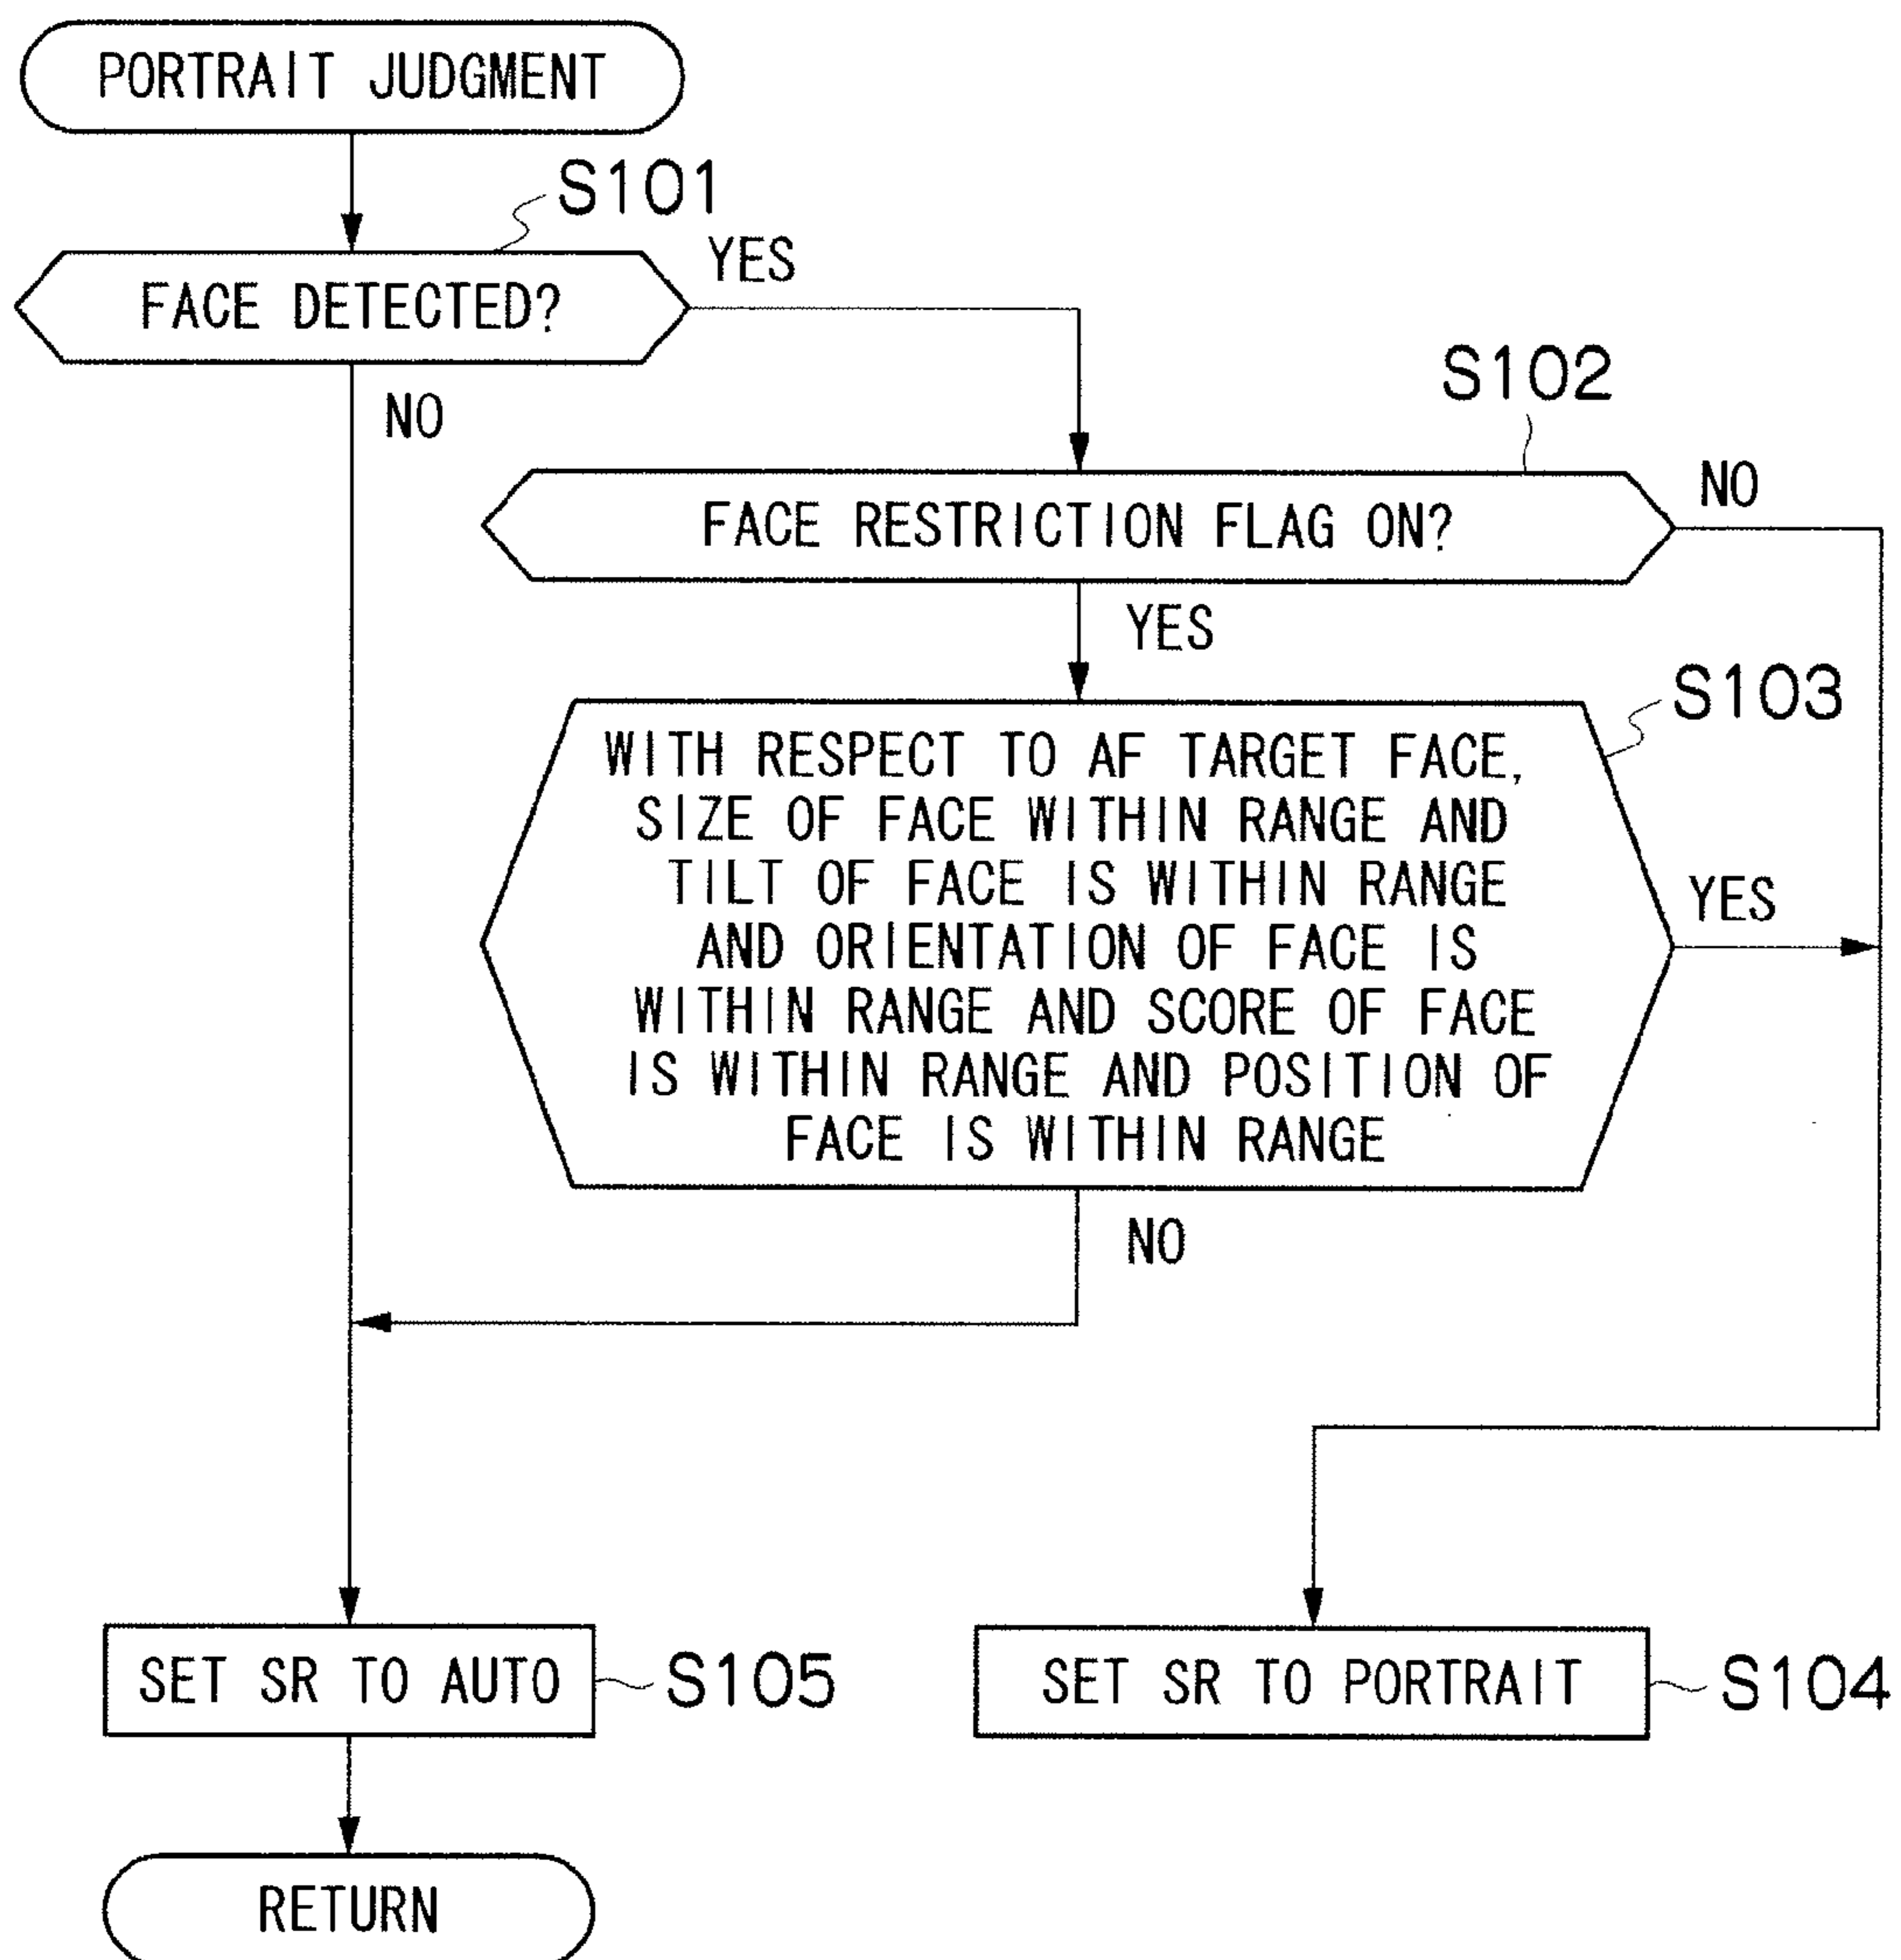 PORTRAIT JUDGMENT
S101
FACE DETECTED?
YES
NO
S102
FACE RESTRICTION FLAG ON?
NO
YES
S103
WITH RESPECT TO AF TARGET FACE,
SIZE OF FACE WITHIN RANGE AND
TILT OF FACE IS WITHIN RANGE
AND ORIENTATION OF FACE IS
WITHIN RANGE AND SCORE OF FACE
IS WITHIN RANGE AND POSITION OF
FACE IS WITHIN RANGE
YES
NO
SET SR TO AUTO
S105
SET SR TO PORTRAIT
S104
RETURN